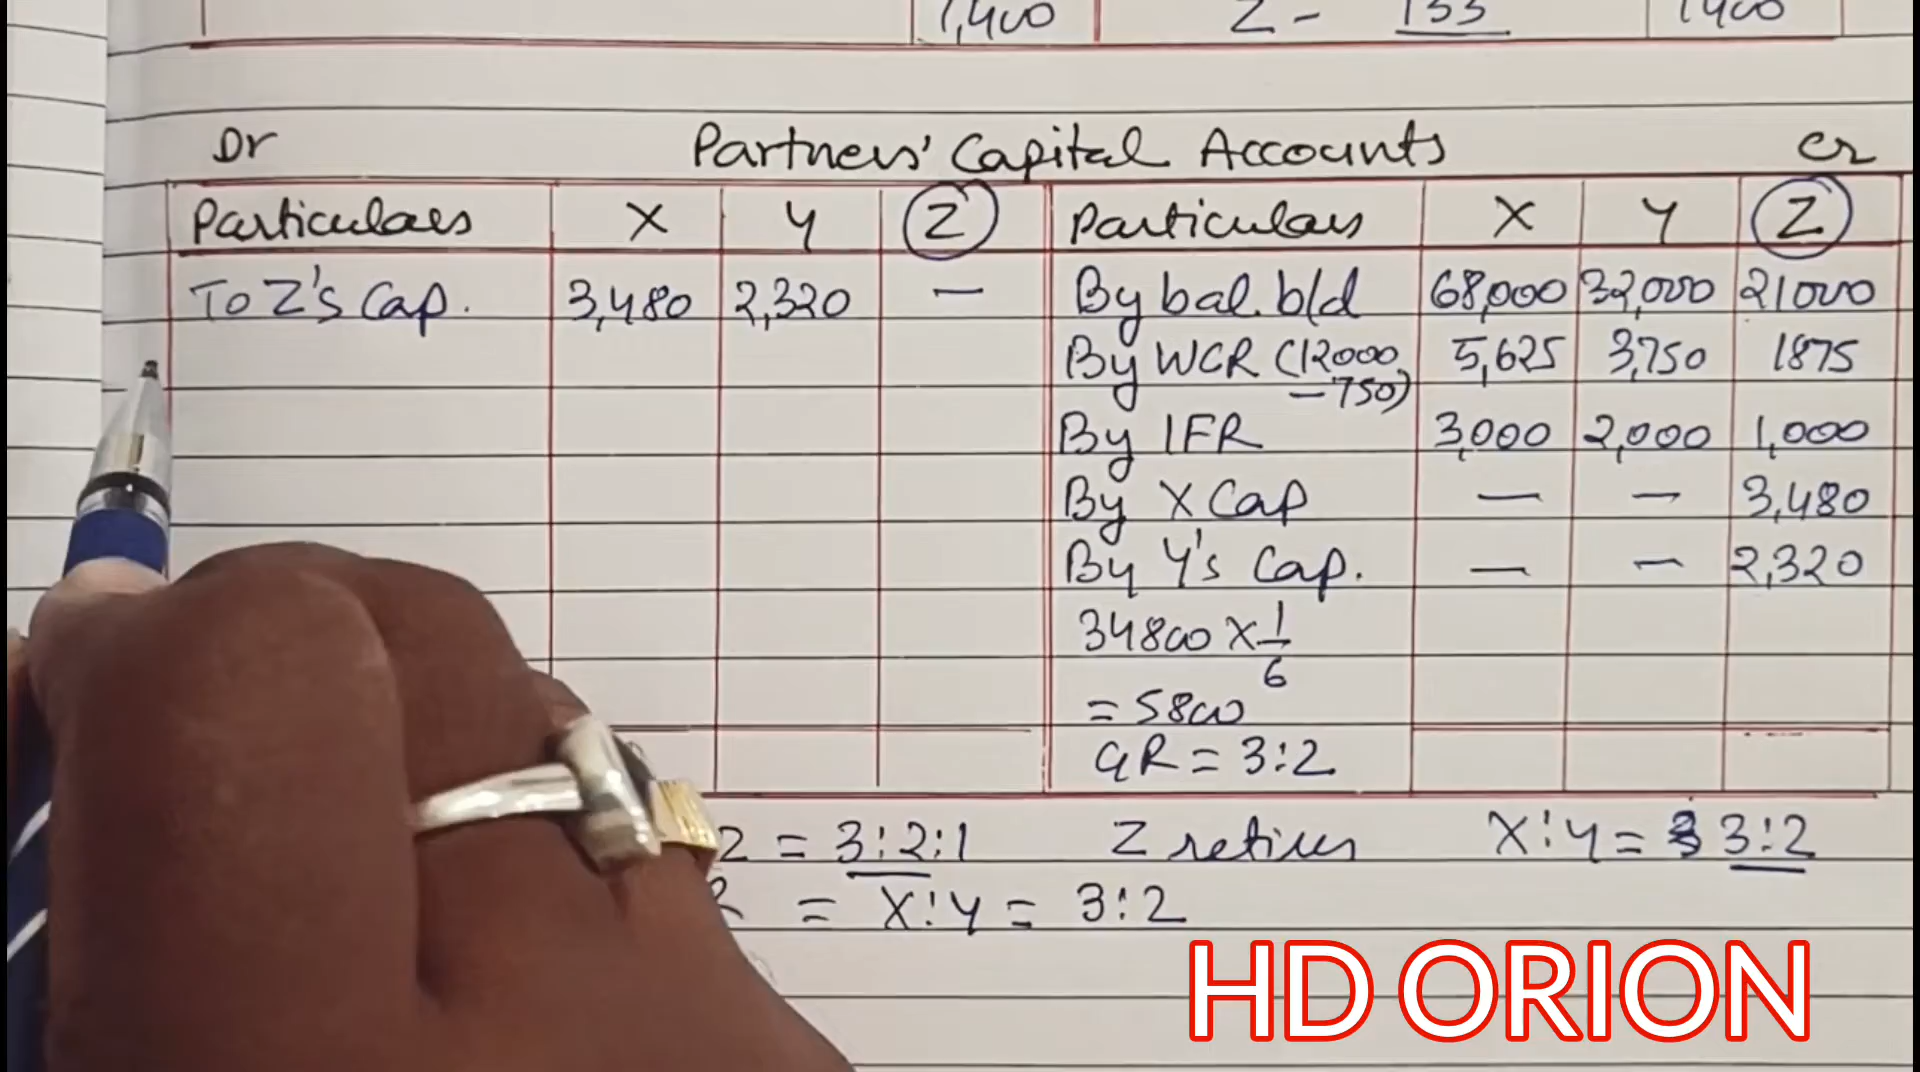 1,400 Z - 133 1400
Dr Partners' Capital Accounts Cr
Particulars X Y Z Particulars X Y Z
To Z's Cap. 3,480 2,320 — By bal. b/d 68,000 32,000 21000
By WCR (12000 5,625 3,750 1875
— 750)
By IFR 3,000 2,000 1,000
By X Cap — — 3,480
By Y's Cap. — — 2,320
34800 X 1/6
= 5800
GR = 3:2
Z = 3:2:1 Z retires X:Y = 3:2
= X:Y = 3:2
HD ORION